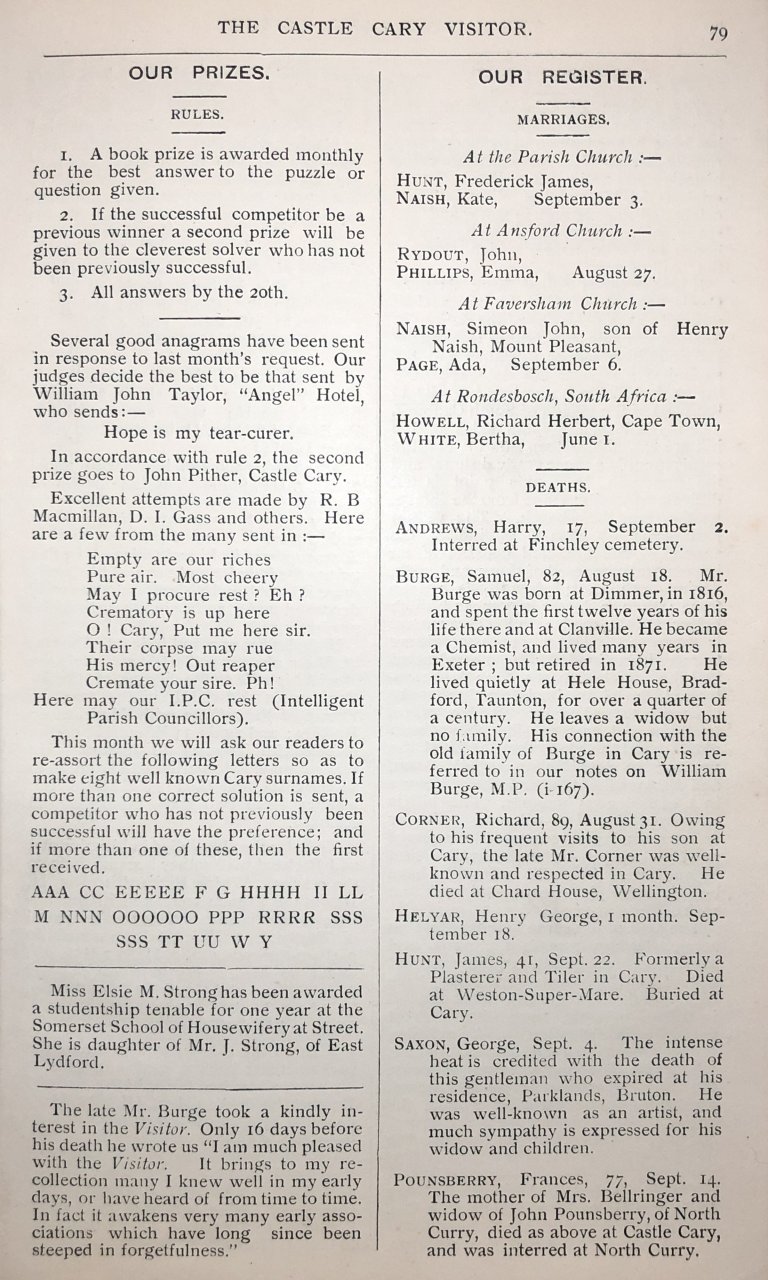 THE CASTLE CARY VISITOR. 79
OUR PRIZES.
RULES.
1. A book prize is awarded monthly
for the best answer to the puzzle or
question given.
2. If the successful competitor be a
previous winner a second prize will be
given to the cleverest solver who has not
been previously successful.
3. All answers by the 20th.
Several good anagrams have been sent
in response to last month's request. Our
judges decide the best to be that sent by
William John Taylor, "Angel" Hotel,
who sends:—
Hope is my tear-curer.
In accordance with rule 2, the second
prize goes to John Pither, Castle Cary.
Excellent attempts are made by R. B
Macmillan, D. I. Gass and others. Here
are a few from the many sent in :—
Empty are our riches
Pure air. Most cheery
May I procure rest ? Eh ?
Crematory is up here
O ! Cary, Put me here sir.
Their corpse may rue
His mercy! Out reaper
Cremate your sire. Ph!
Here may our I.P.C. rest (Intelligent
Parish Councillors).
This month we will ask our readers to
re-assort the following letters so as to
make eight well known Cary surnames. If
more than one correct solution is sent, a
competitor who has not previously been
successful will have the preference; and
if more than one of these, then the first
received.
AAA CC EEEEE F G HHHH II LL
M NNN OOOOOO PPP RRRR SSS
SSS TT UU W Y
Miss Elsie M. Strong has been awarded
a studentship tenable for one year at the
Somerset School of Housewifery at Street.
She is daughter of Mr. J. Strong, of East
Lydford.
The late Mr. Burge took a kindly in-
terest in the Visitor. Only 16 days before
his death he wrote us "I am much pleased
with the Visitor. It brings to my re-
collection many I knew well in my early
days, or have heard of from time to time.
In fact it awakens very many early asso-
ciations which have long since been
steeped in forgetfulness."
OUR REGISTER.
MARRIAGES.
At the Parish Church :—
HUNT, Frederick James,
NAISH, Kate, September 3.
At Ansford Church :—
RYDOUT, John,
PHILLIPS, Emma, August 27.
At Faversham Church :—
NAISH, Simeon John, son of Henry
Naish, Mount Pleasant,
PAGE, Ada, September 6.
At Rondesbosch, South Africa :—
HOWELL, Richard Herbert, Cape Town,
WHITE, Bertha, June 1.
DEATHS.
ANDREWS, Harry, 17, September 2.
Interred at Finchley cemetery.
BURGE, Samuel, 82, August 18. Mr.
Burge was born at Dimmer, in 1816,
and spent the first twelve years of his
life there and at Clanville. He became
a Chemist, and lived many years in
Exeter ; but retired in 1871. He
lived quietly at Hele House, Brad-
ford, Taunton, for over a quarter of
a century. He leaves a widow but
no family. His connection with the
old family of Burge in Cary is re-
ferred to in our notes on William
Burge, M.P. (i-167).
CORNER, Richard, 89, August 31. Owing
to his frequent visits to his son at
Cary, the late Mr. Corner was well-
known and respected in Cary. He
died at Chard House, Wellington.
HELYAR, Henry George, 1 month. Sep-
tember 18.
HUNT, James, 41, Sept. 22. Formerly a
Plasterer and Tiler in Cary. Died
at Weston-Super-Mare. Buried at
Cary.
SAXON, George, Sept. 4. The intense
heat is credited with the death of
this gentleman who expired at his
residence, Parklands, Bruton. He
was well-known as an artist, and
much sympathy is expressed for his
widow and children.
POUNSBERRY, Frances, 77, Sept. 14.
The mother of Mrs. Bellringer and
widow of John Pounsberry, of North
Curry, died as above at Castle Cary,
and was interred at North Curry.